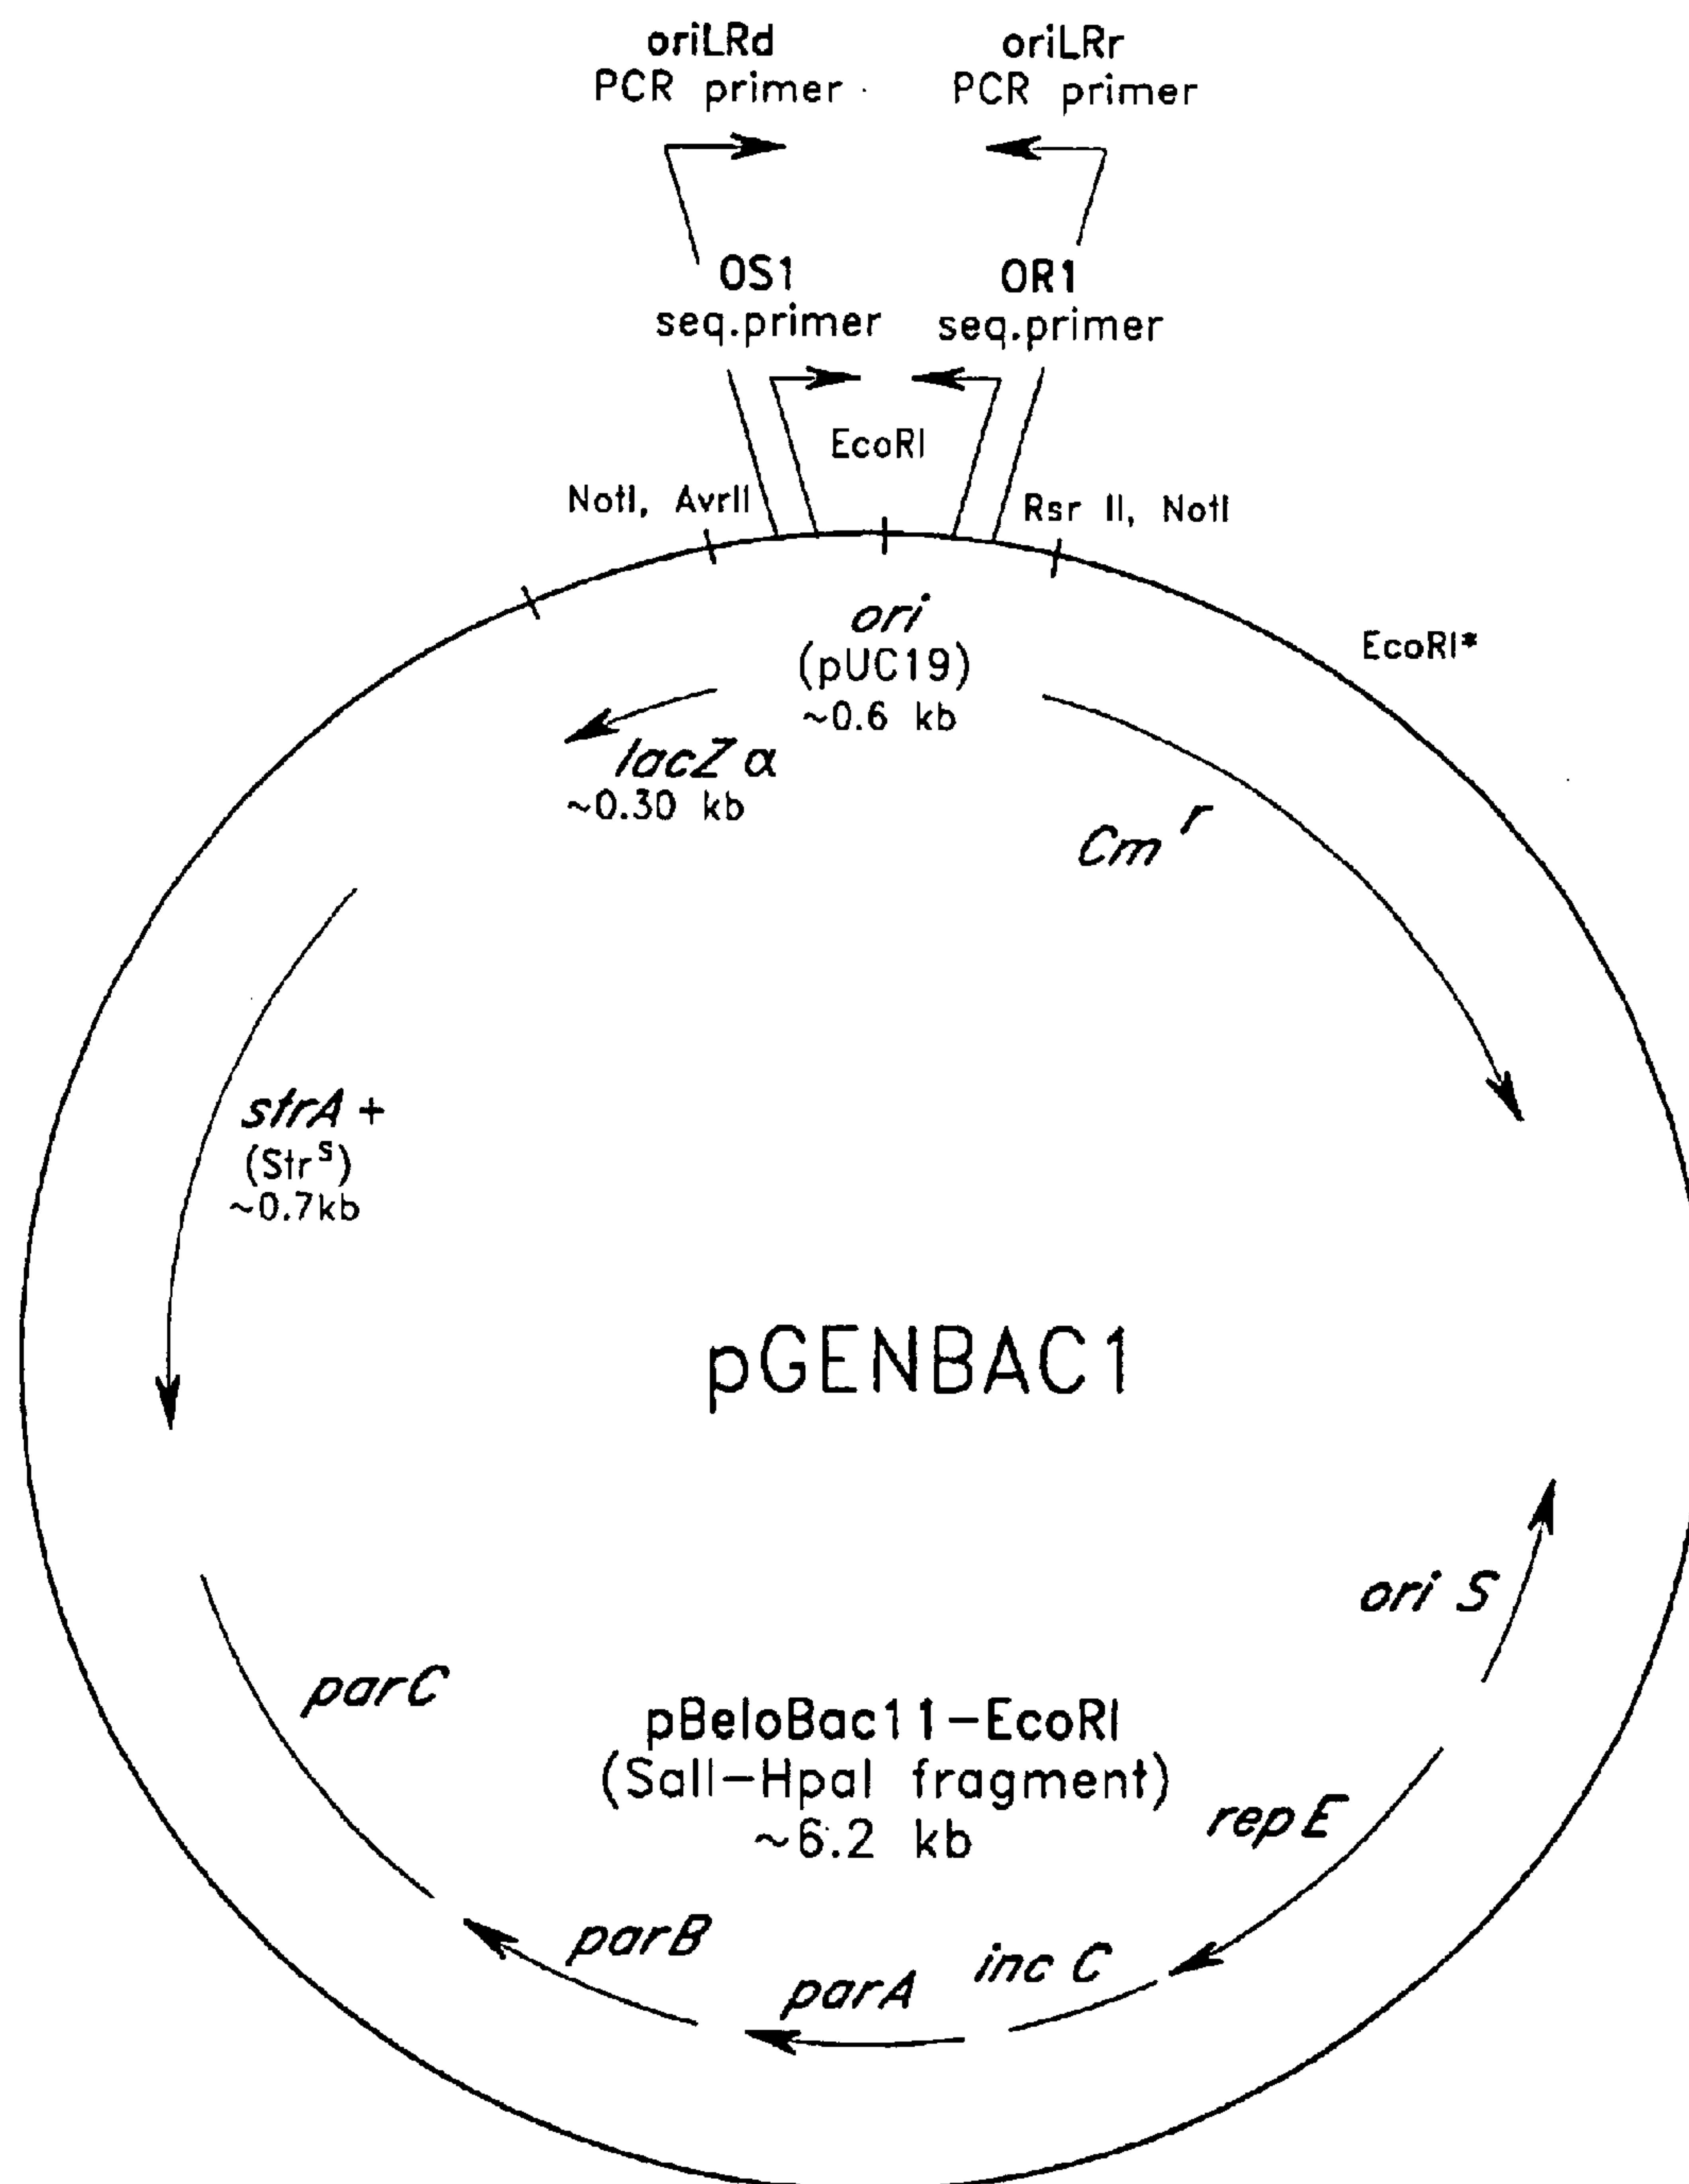 oriLRd
PCR primer
oriLRr
PCR primer
OS1
seq.primer
OR1
seq.primer
EcoRI
NotI, AvrII
Rsr II, NotI
EcoRI*
ori
(pUC19)
~0.6 kb
lacZ α
~0.30 kb
Cm r
strA +
(Str s)
~0.7kb
pGENBAC1
ori S
parC
pBeloBac11-EcoRI
(SalI-HpaI fragment)
~6.2 kb
rep E
parB
parA
inc C